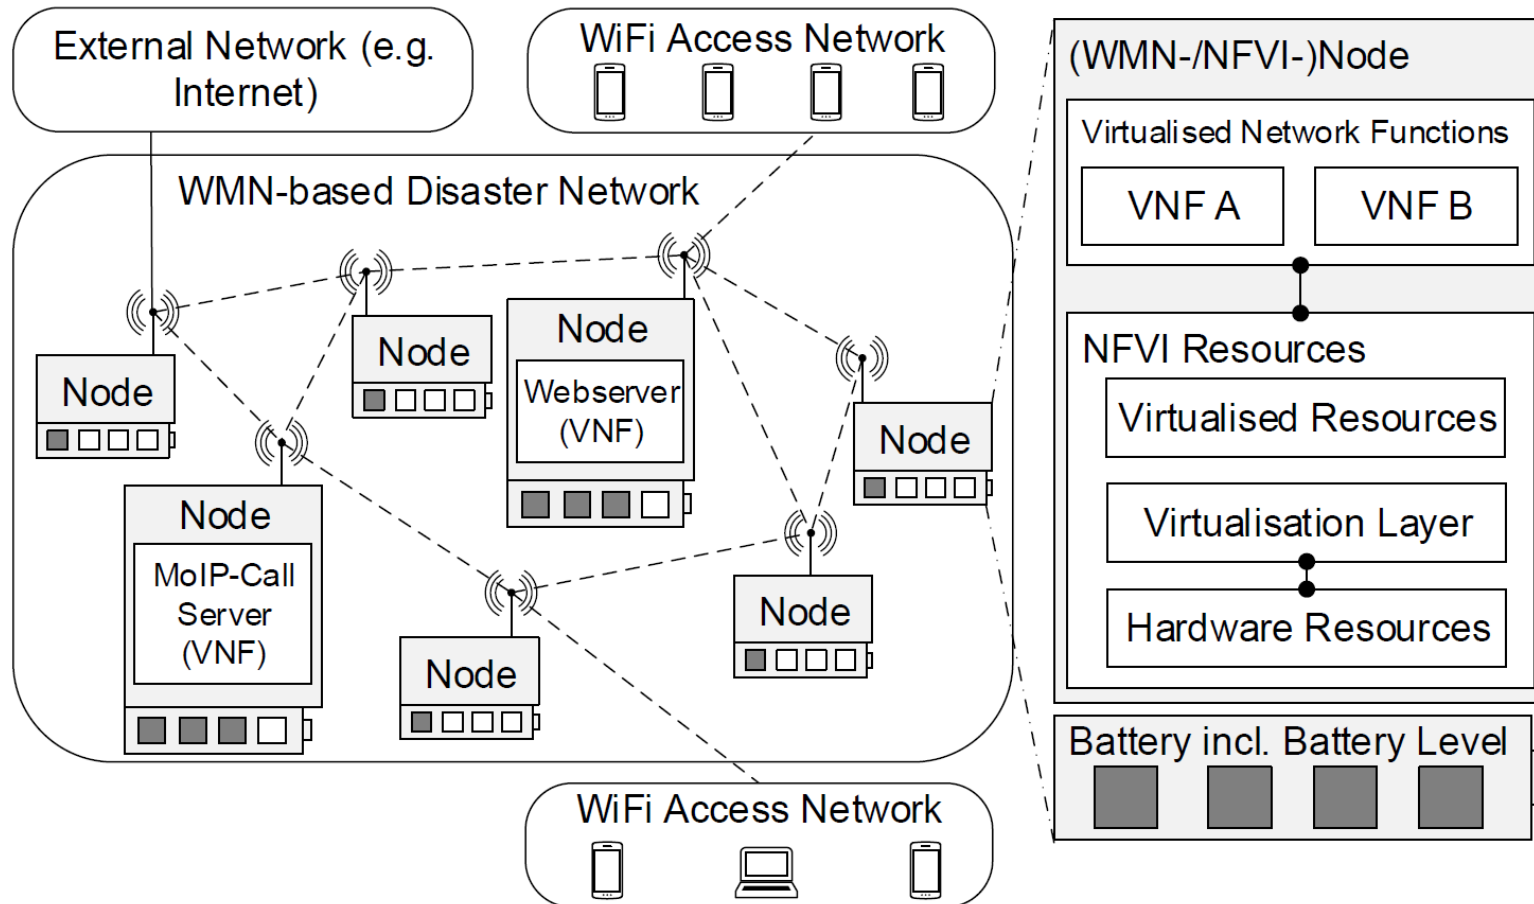 External Network (e.g.
Internet)
WiFi Access Network
WMN-based Disaster Network
Node
Node
Node
Webserver
(VNF)
Node
Node
MoIP-Call
Server
(VNF)
Node
Node
WiFi Access Network
(WMN-/NFVI-)Node
Virtualised Network Functions
VNF A
VNF B
NFVI Resources
Virtualised Resources
Virtualisation Layer
Hardware Resources
Battery incl. Battery Level